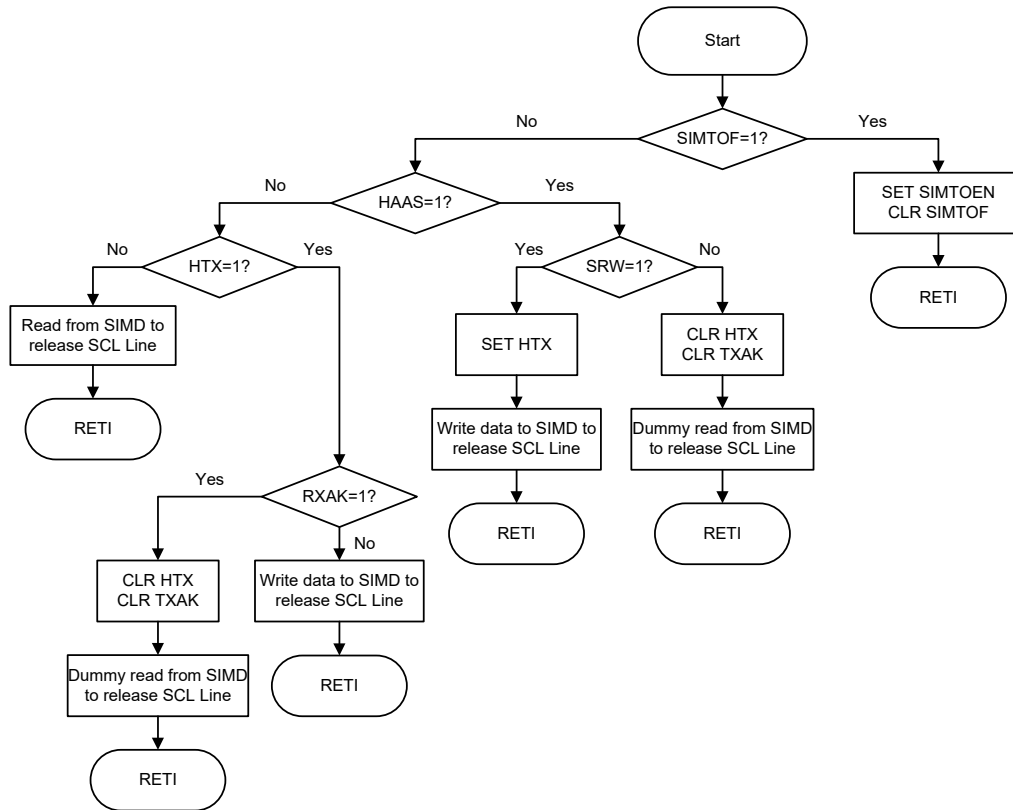 Start
SIMTOF=1?
No
Yes
HAAS=1?
No
Yes
SET SIMTOEN
CLR SIMTOF
RETI
HTX=1?
No
Yes
SRW=1?
Yes
No
Read from SIMD to
release SCL Line
RETI
SET HTX
CLR HTX
CLR TXAK
Write data to SIMD to
release SCL Line
Dummy read from SIMD
to release SCL Line
RETI
RETI
RXAK=1?
Yes
No
CLR HTX
CLR TXAK
Write data to SIMD to
release SCL Line
Dummy read from SIMD
to release SCL Line
RETI
RETI